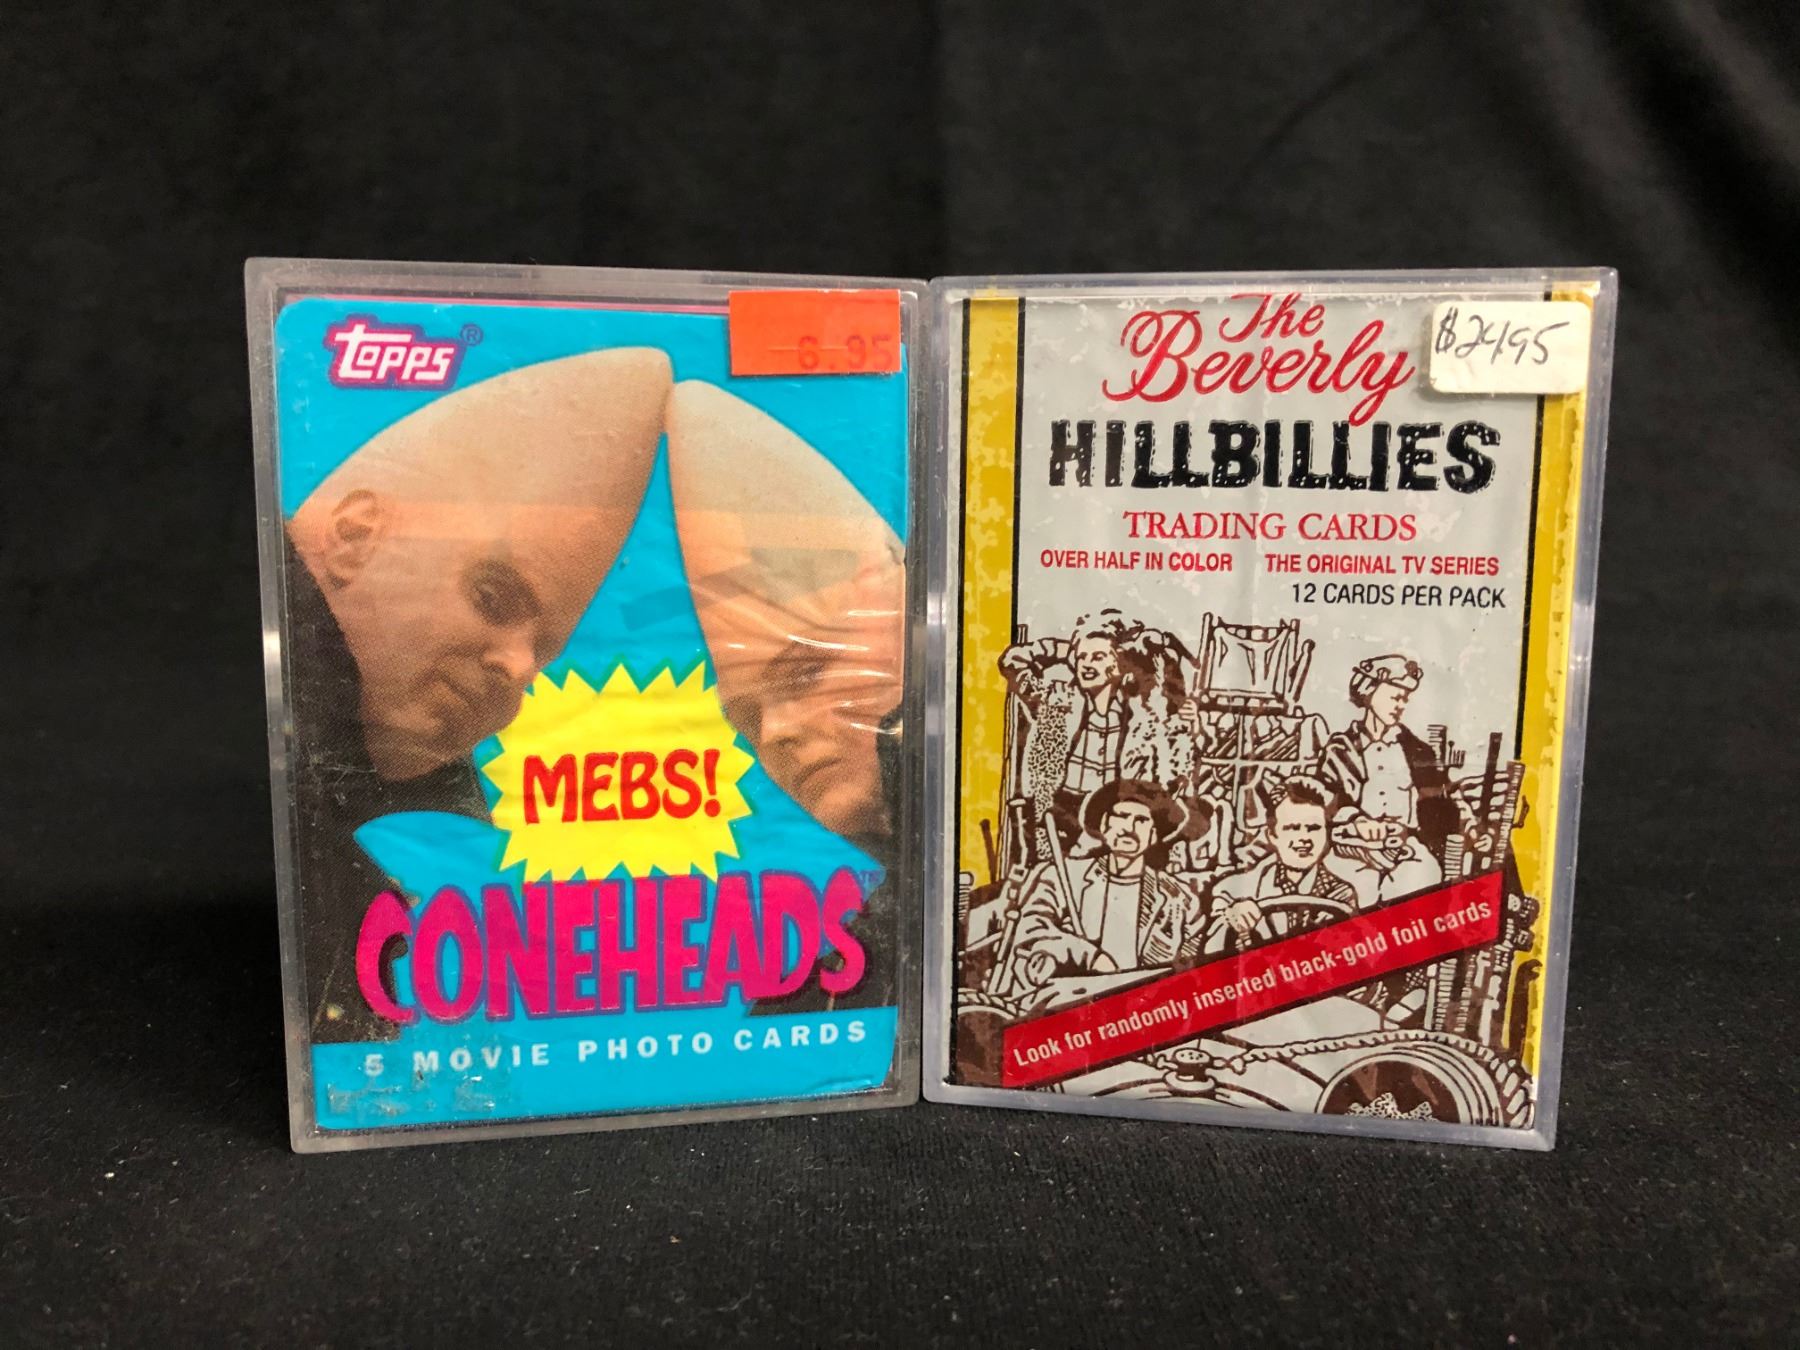 topps®
6.95
MEBS!
CONEHEADS™
5 MOVIE PHOTO CARDS
The
Beverly
HILLBILLIES
$24.95
TRADING CARDS
OVER HALF IN COLOR THE ORIGINAL TV SERIES
12 CARDS PER PACK
Look for randomly inserted black-gold foil cards